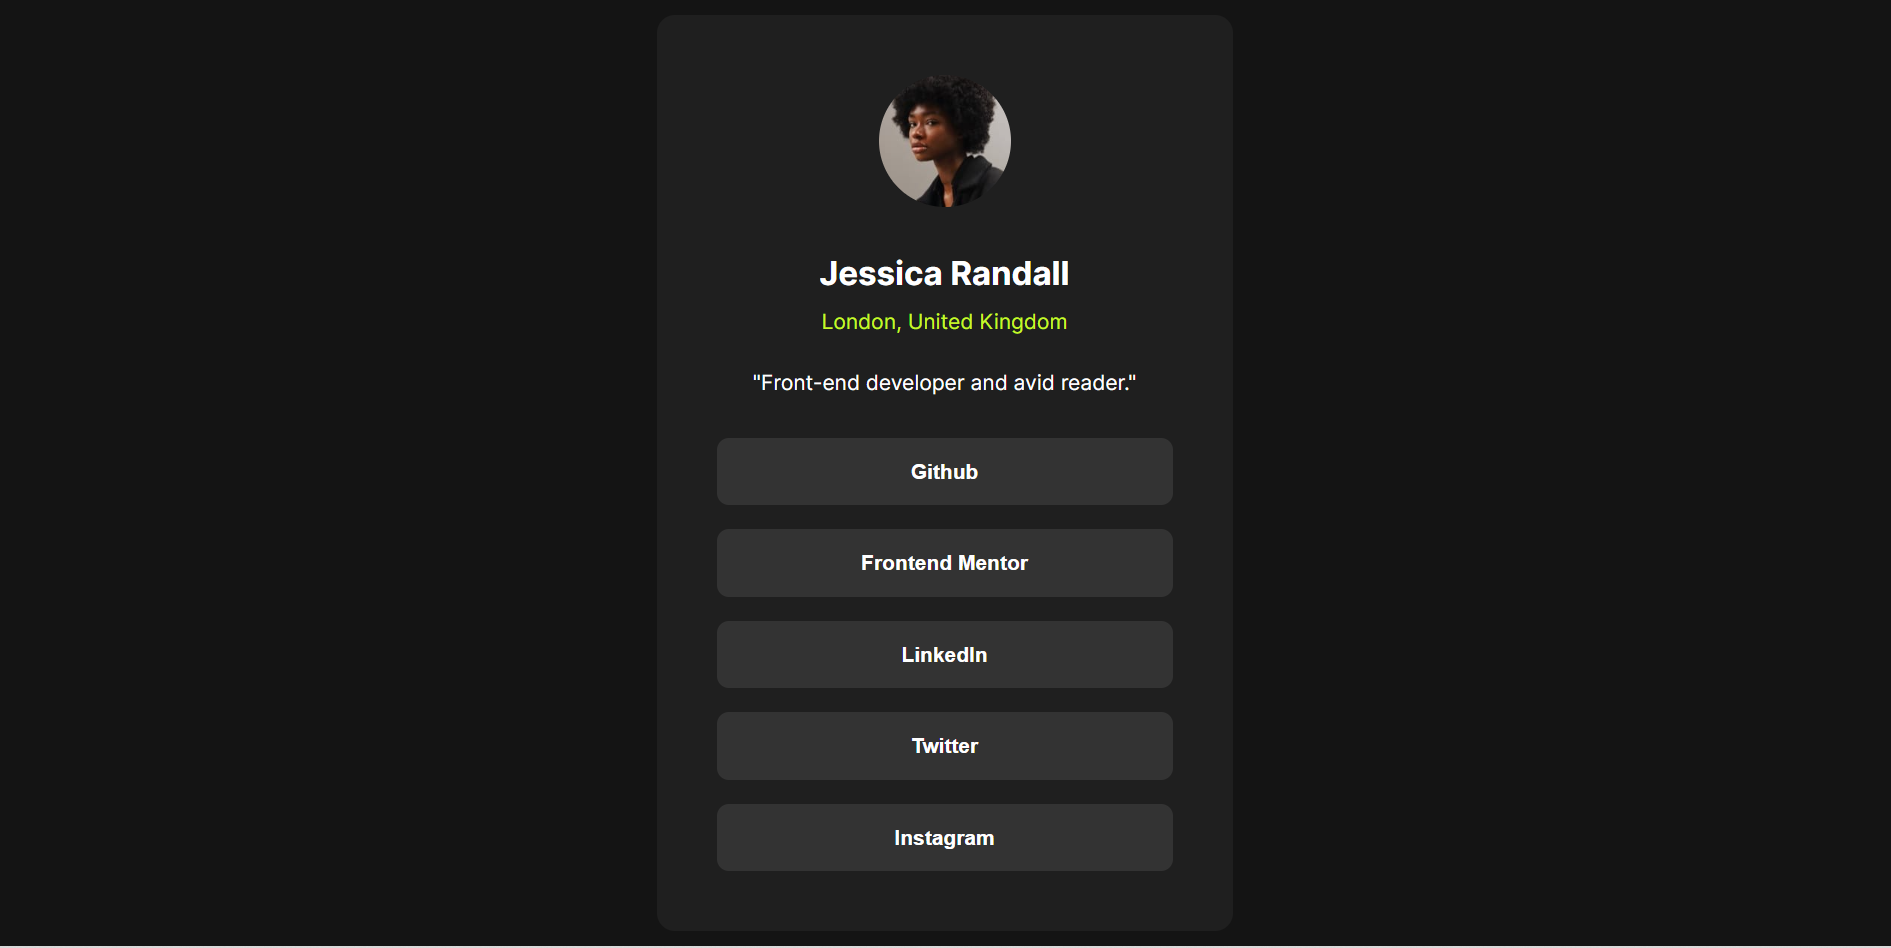 Jessica Randall
London, United Kingdom
"Front-end developer and avid reader."
Github
Frontend Mentor
LinkedIn
Twitter
Instagram